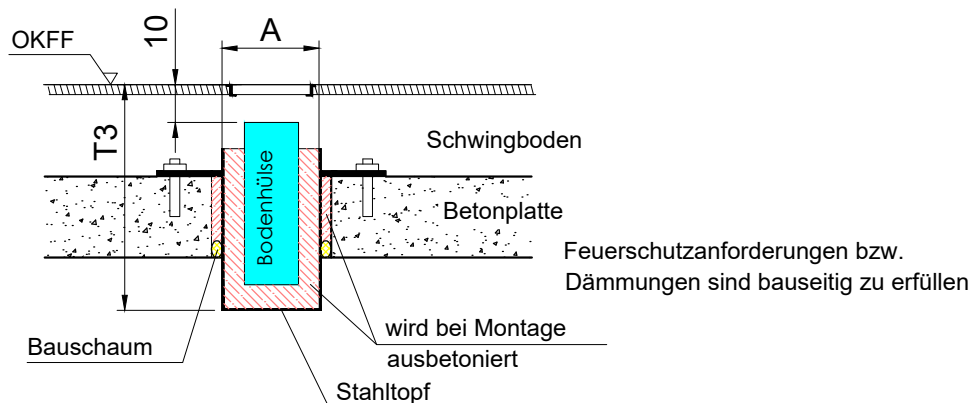 10
A
OKFF
T3
Schwingboden
Bodenhülse
Betonplatte
Feuerschutzanforderungen bzw.
Dämmungen sind bauseitig zu erfüllen
wird bei Montage
ausbetoniert
Bauschaum
Stahltopf